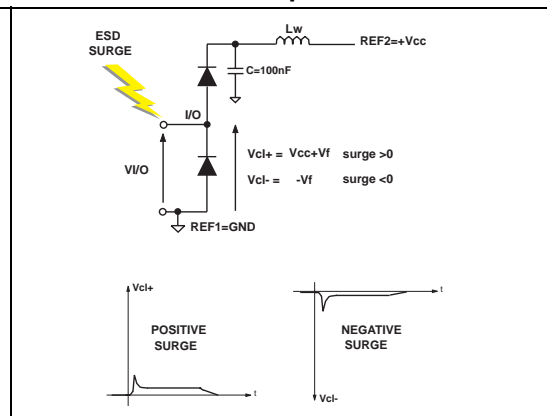 ESD
SURGE
Lw
REF2=+Vcc
C=100nF
I/O
VI/O
Vcl+ = Vcc+Vf surge >0
Vcl- = -Vf surge <0
REF1=GND
Vcl+
POSITIVE
SURGE
t
t
NEGATIVE
SURGE
Vcl-